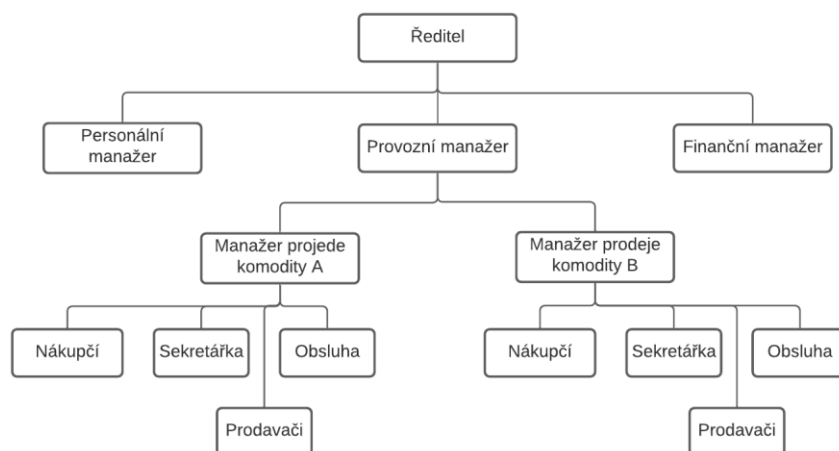 Ředitel
Personální
manažer
Provozní manažer
Finanční manažer
Manažer projede
komodity A
Manažer prodeje
komodity B
Nákupčí
Sekretářka
Obsluha
Nákupčí
Sekretářka
Obsluha
Prodavači
Prodavači